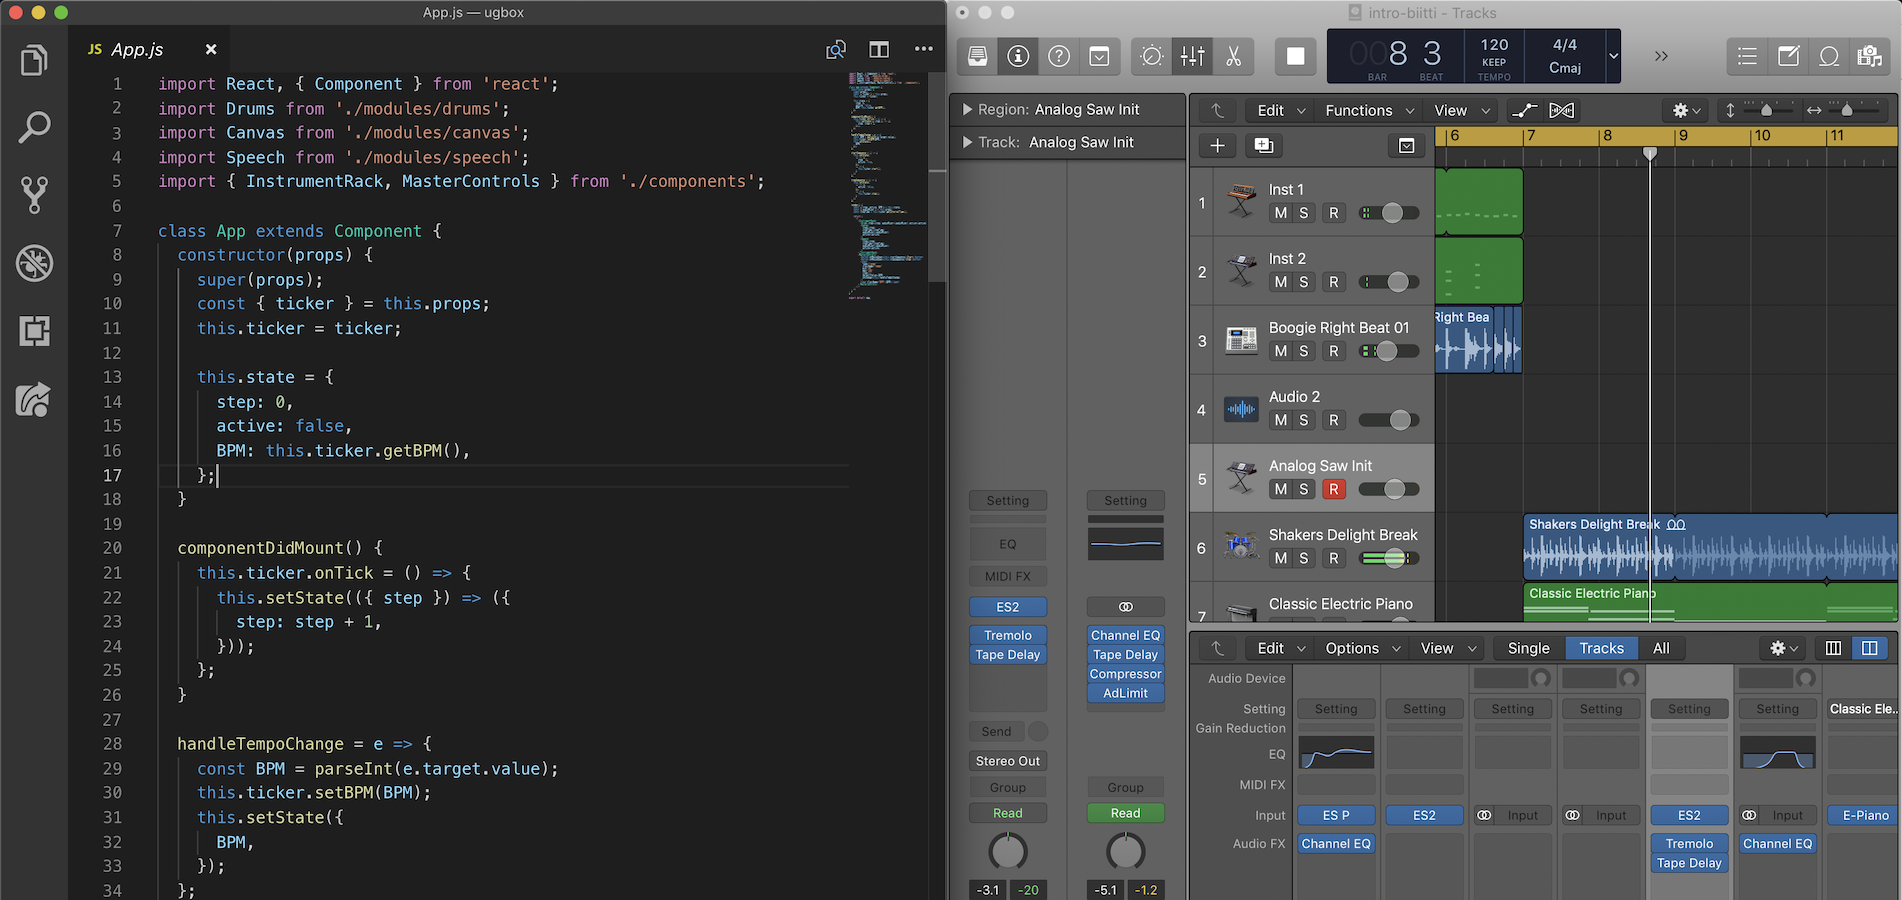 App.js — ugbox
JS App.js
1 import React, { Component } from 'react';
2 import Drums from './modules/drums';
3 import Canvas from './modules/canvas';
4 import Speech from './modules/speech';
5 import { InstrumentRack, MasterControls } from './components';
6
7 class App extends Component {
8 constructor(props) {
9 super(props);
10 const { ticker } = this.props;
11 this.ticker = ticker;
12
13 this.state = {
14 step: 0,
15 active: false,
16 BPM: this.ticker.getBPM(),
17 };
18 }
19
20 componentDidMount() {
21 this.ticker.onTick = () => {
22 this.setState(({ step }) => ({
23 step: step + 1,
24 }));
25 };
26 }
27
28 handleTempoChange = e => {
29 const BPM = parseInt(e.target.value);
30 this.ticker.setBPM(BPM);
31 this.setState({
32 BPM,
33 });
34 };
intro-biitti - Tracks
008 3 120 4/4
KEEP Cmaj
BAR BEAT TEMPO
Region: Analog Saw Init
Track: Analog Saw Init
Setting Setting
EQ
MIDI FX
ES2
Tremolo Channel EQ
Tape Delay Tape Delay
Compressor
AdLimit
Send
Stereo Out
Group Group
Read Read
-3.1 -20 -5.1 -1.2
Edit Functions View
6 7 8 9 10 11
1 Inst 1
M S R
2 Inst 2
M S R
3 Boogie Right Beat 01
M S R
Right Bea
4 Audio 2
M S R
5 Analog Saw Init
M S R
6 Shakers Delight Break
M S R
Shakers Delight Break
7 Classic Electric Piano
Classic Electric Piano
Edit Options View Single Tracks All
Audio Device
Setting Setting Setting Setting Setting Setting Setting Classic Ele...
Gain Reduction
EQ
MIDI FX
Input ES P ES2 Input Input ES2 Input E-Piano
Audio FX Channel EQ Tremolo Channel EQ
Tape Delay